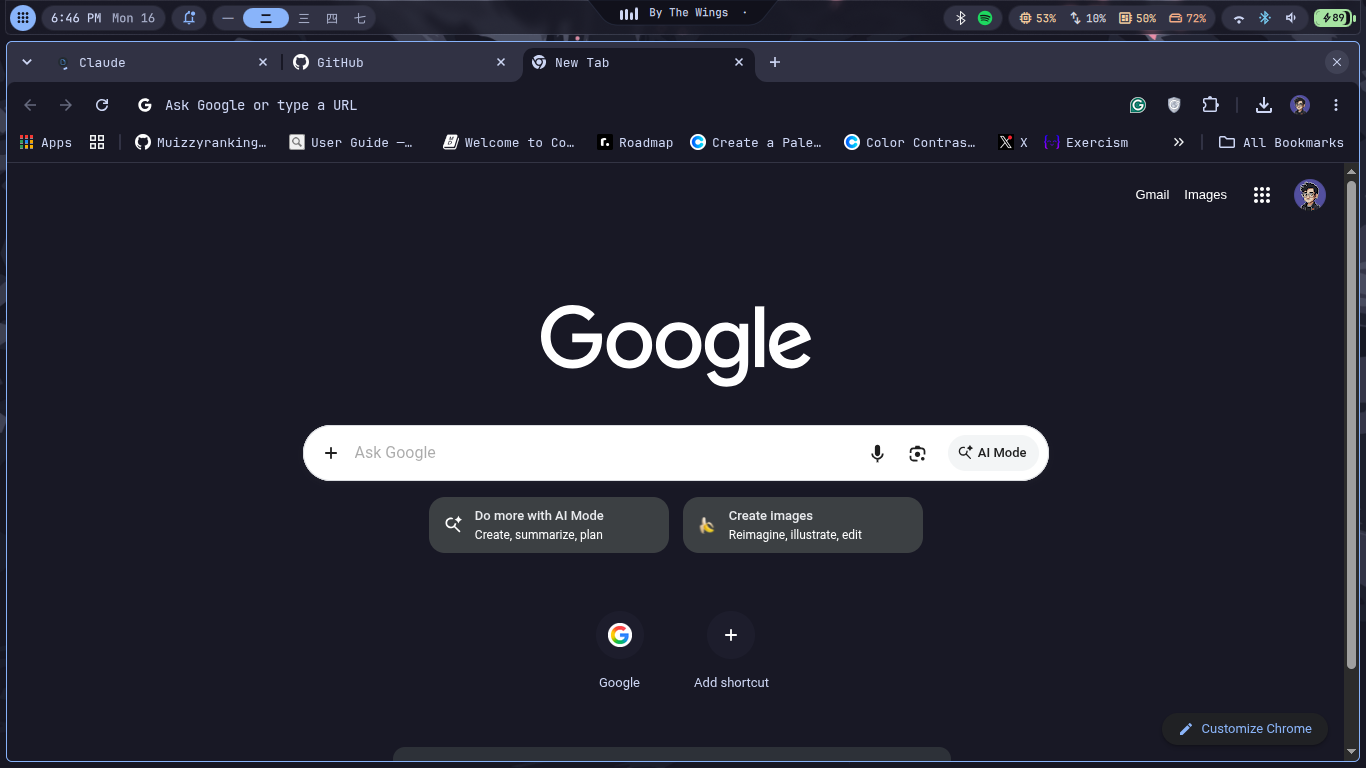 6:46 PM Mon 16
一 二 三 四 七
By The Wings ·
53% 10% 50% 72%
89
Claude
GitHub
New Tab
Ask Google or type a URL
Apps
Muizzyranking…
User Guide —…
Welcome to Co…
Roadmap
Create a Pale…
Color Contras…
X
Exercism
All Bookmarks
Gmail Images
Google
Ask Google
AI Mode
Do more with AI Mode
Create, summarize, plan
Create images
Reimagine, illustrate, edit
Google
Add shortcut
Customize Chrome